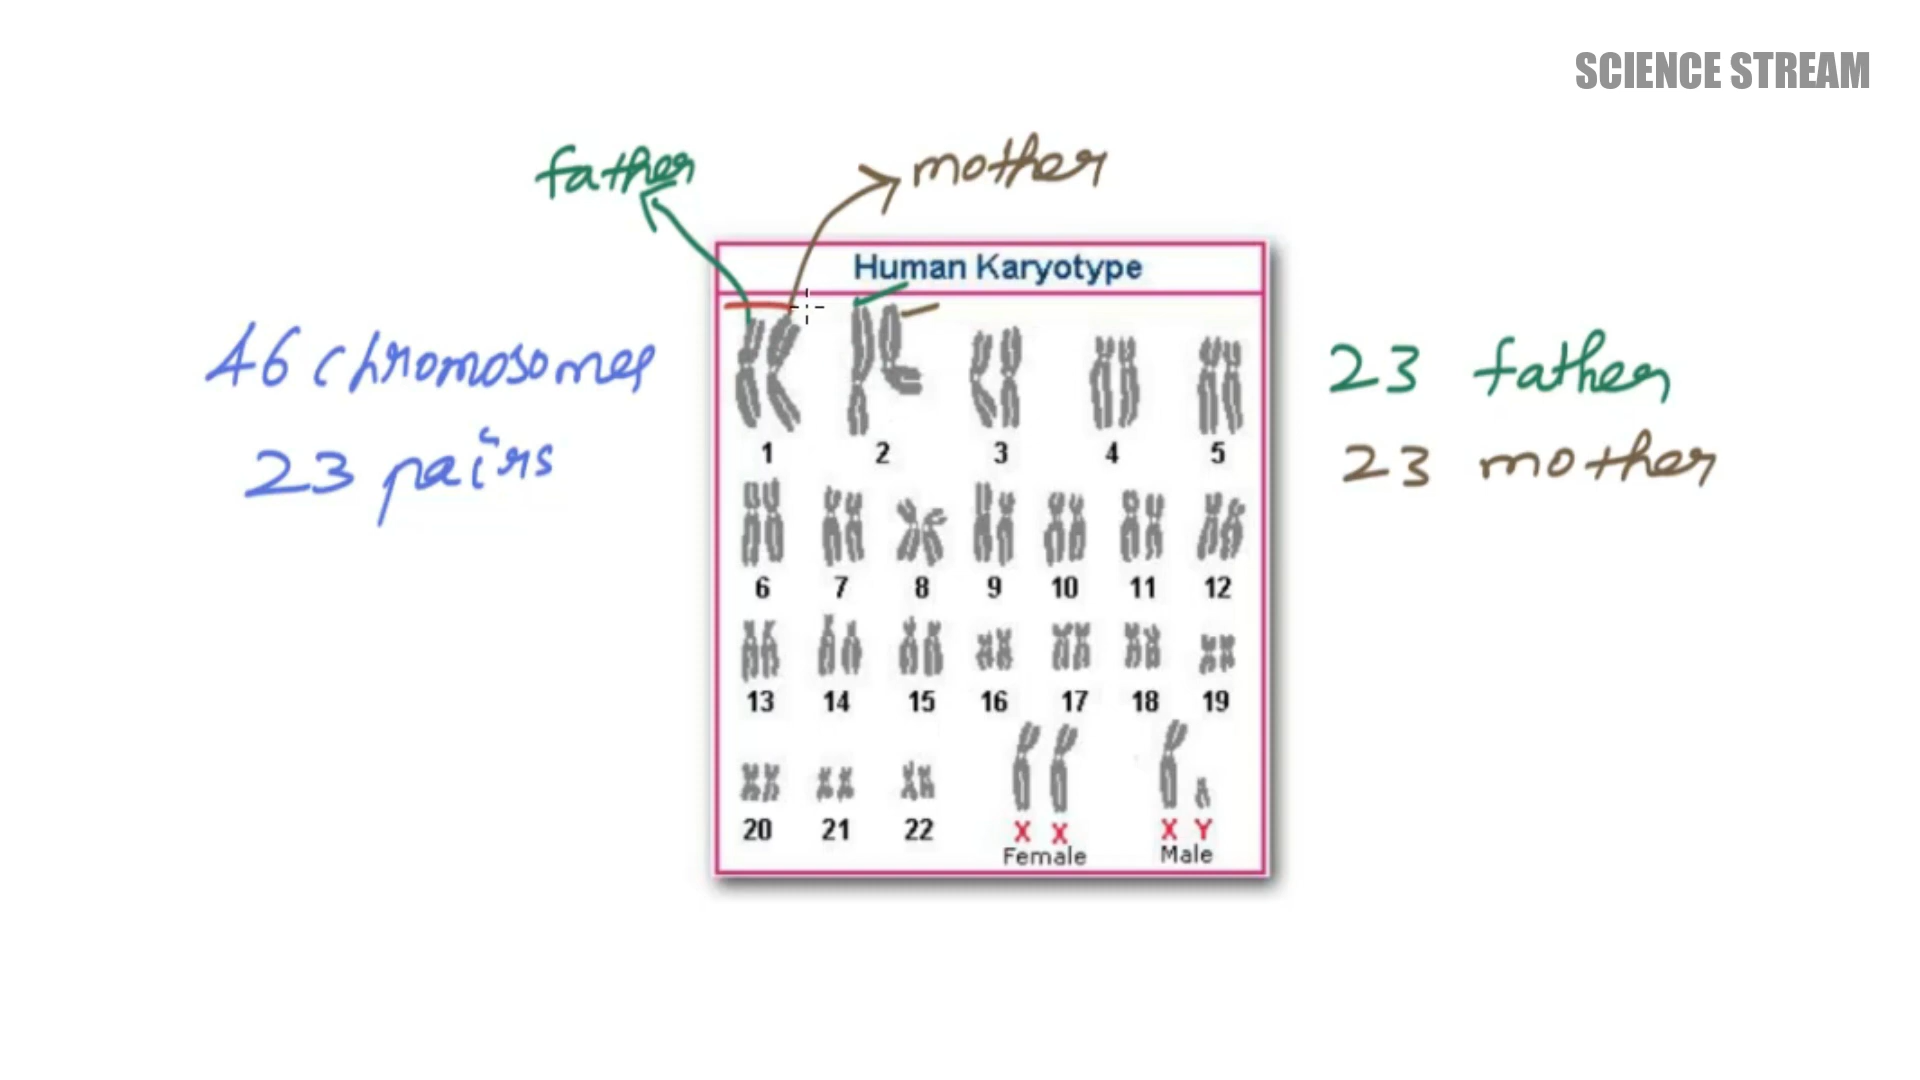 SCIENCE STREAM
father
mother
Human Karyotype
46 chromosomes
23 pairs
23 father
23 mother
1 2 3 4 5
6 7 8 9 10 11 12
13 14 15 16 17 18 19
20 21 22 X X X Y
Female Male